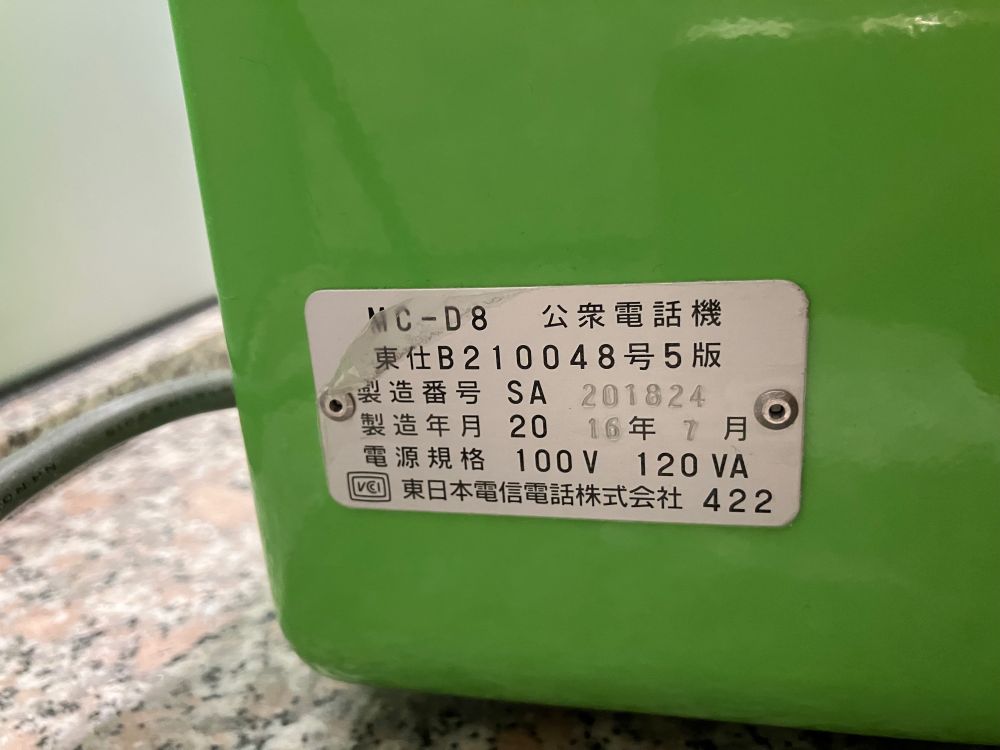 MC-D8 公衆電話機
東仕B210048号5版
製造番号 SA 201824
製造年月 20 16年 7 月
電源規格 100V 120VA
VCI 東日本電信電話株式会社 422